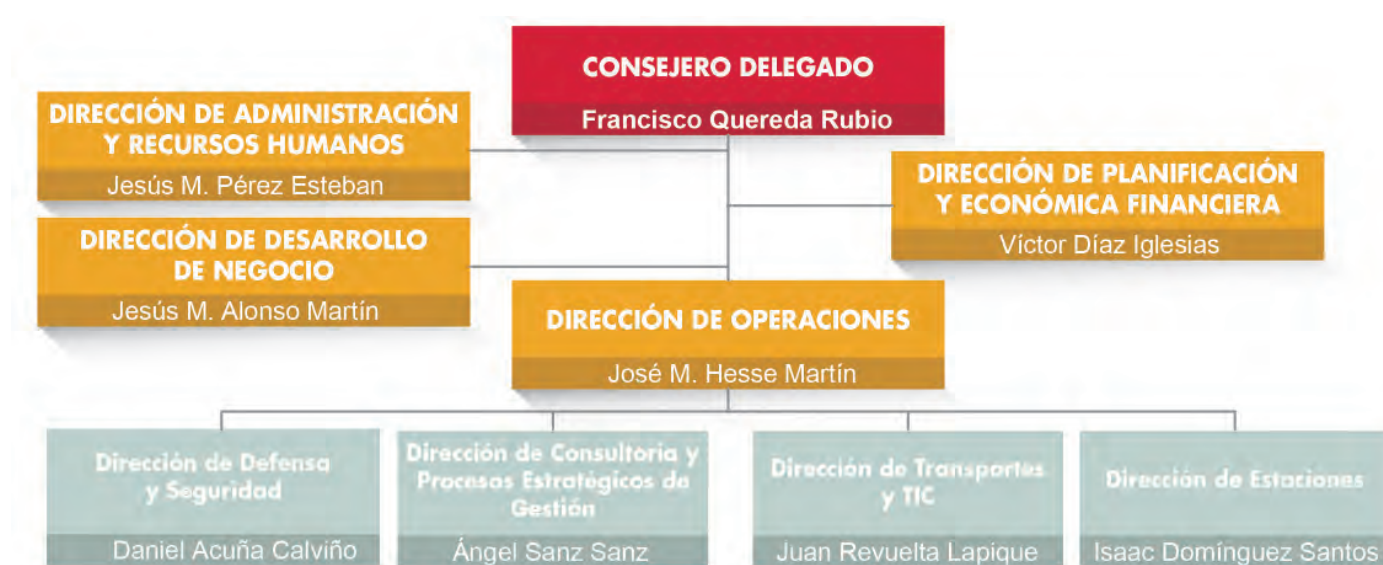 CONSEJERO DELEGADO
Francisco Quereda Rubio
DIRECCIÓN DE ADMINISTRACIÓN
Y RECURSOS HUMANOS
Jesús M. Pérez Esteban
DIRECCIÓN DE PLANIFICACIÓN
Y ECONÓMICA FINANCIERA
Víctor Díaz Iglesias
DIRECCIÓN DE DESARROLLO
DE NEGOCIO
Jesús M. Alonso Martín
DIRECCIÓN DE OPERACIONES
José M. Hesse Martín
Dirección de Defensa
y Seguridad
Daniel Acuña Calviño
Dirección de Consultoria y
Procesos Estratégicos de
Gestión
Ángel Sanz Sanz
Dirección de Transportes
y TIC
Juan Revuelta Lapique
Dirección de Estaciones
Isaac Domínguez Santos